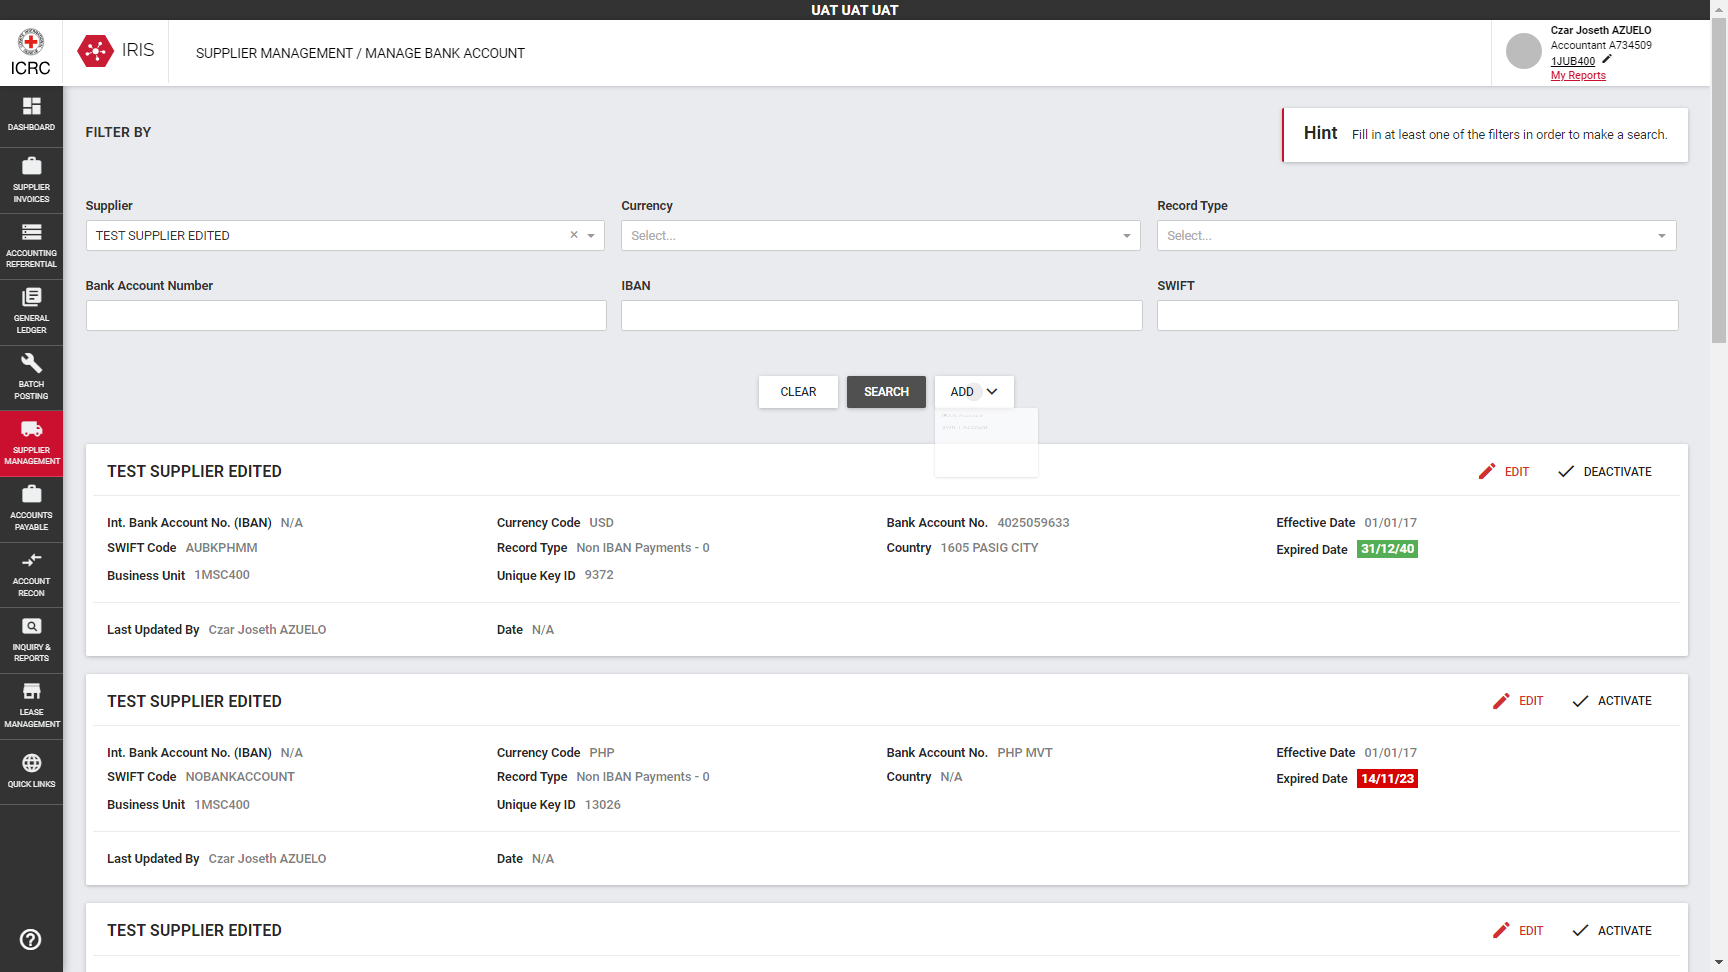 UAT UAT UAT
ICRC
IRIS
SUPPLIER MANAGEMENT / MANAGE BANK ACCOUNT
Czar Joseth AZUELO
Accountant A734509
1JUB400
My Reports
DASHBOARD
SUPPLIER
INVOICES
ACCOUNTING
REFERENTIAL
GENERAL
LEDGER
BATCH
POSTING
SUPPLIER
MANAGEMENT
ACCOUNTS
PAYABLE
ACCOUNT
RECON
INQUIRY &
REPORTS
LEASE
MANAGEMENT
QUICK LINKS
FILTER BY
Hint Fill in at least one of the filters in order to make a search.
Supplier Currency Record Type
TEST SUPPLIER EDITED × Select... Select...
Bank Account Number IBAN SWIFT
CLEAR SEARCH ADD
TEST SUPPLIER EDITED EDIT DEACTIVATE
Int. Bank Account No. (IBAN) N/A Currency Code USD Bank Account No. 4025059633 Effective Date 01/01/17
SWIFT Code AUBKPHMM Record Type Non IBAN Payments - 0 Country 1605 PASIG CITY Expired Date 31/12/40
Business Unit 1MSC400 Unique Key ID 9372
Last Updated By Czar Joseth AZUELO Date N/A
TEST SUPPLIER EDITED EDIT ACTIVATE
Int. Bank Account No. (IBAN) N/A Currency Code PHP Bank Account No. PHP MVT Effective Date 01/01/17
SWIFT Code NOBANKACCOUNT Record Type Non IBAN Payments - 0 Country N/A Expired Date 14/11/23
Business Unit 1MSC400 Unique Key ID 13026
Last Updated By Czar Joseth AZUELO Date N/A
TEST SUPPLIER EDITED EDIT ACTIVATE